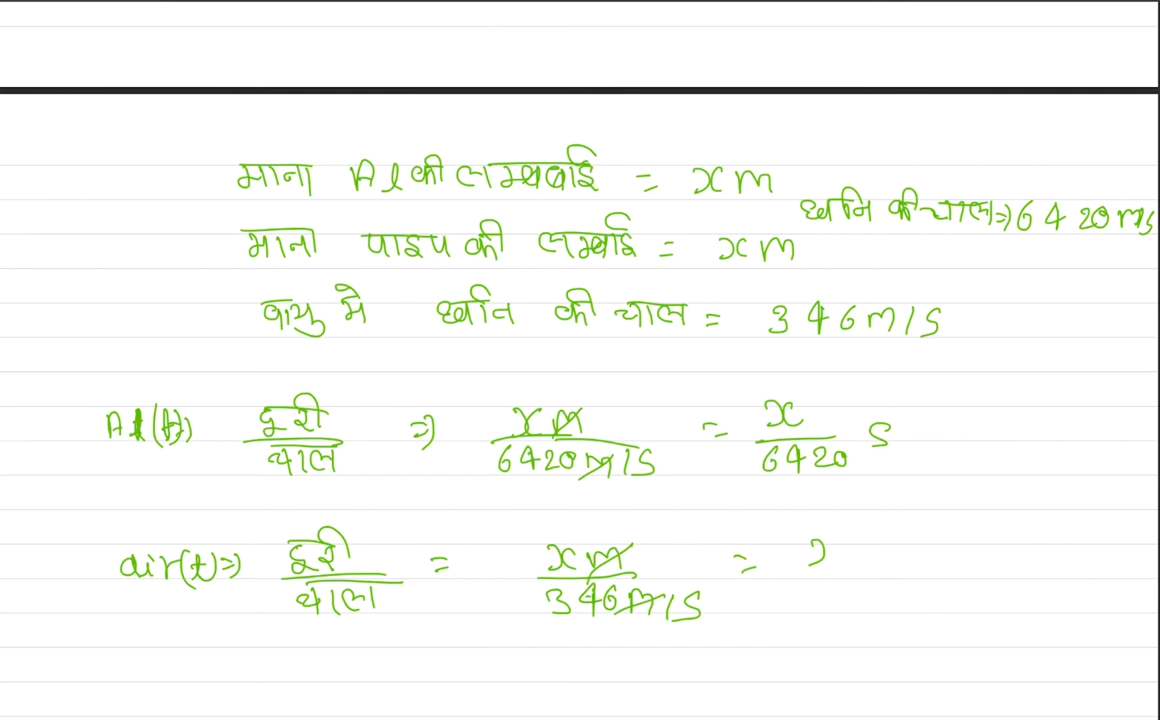 माना Al की लम्बाई = x m
ध्वनि की चाल => 6420 m/s
माना पाइप की लम्बाई = x m
वायु मे ध्वनि की चाल = 346 m/s
Al(t) दूरी/चाल => x m/6420 m/s = x/6420 s
air(t) => दूरी/चाल = x m/346 m/s =